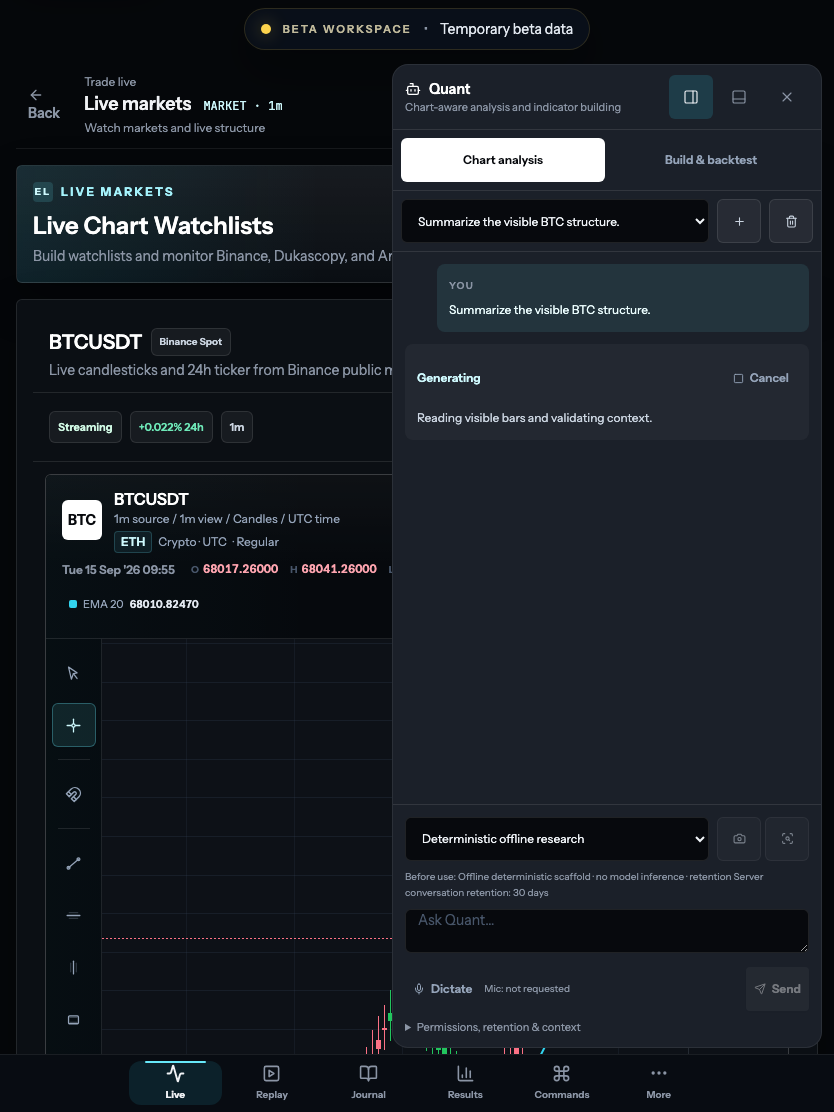 BETA WORKSPACE · Temporary beta data
Back
Trade live
Live markets MARKET · 1m
Watch markets and live structure
EL LIVE MARKETS
Live Chart Watchlists
Build watchlists and monitor Binance, Dukascopy, and Ar
BTCUSDT Binance Spot
Live candlesticks and 24h ticker from Binance public m
Streaming +0.022% 24h 1m
BTC
BTCUSDT
1m source / 1m view / Candles / UTC time
ETH Crypto · UTC · Regular
Tue 15 Sep '26 09:55 O 68017.26000 H 68041.26000 L
EMA 20 68010.82470
Quant
Chart-aware analysis and indicator building
Chart analysis Build & backtest
Summarize the visible BTC structure.
YOU
Summarize the visible BTC structure.
Generating Cancel
Reading visible bars and validating context.
Deterministic offline research
Before use: Offline deterministic scaffold · no model inference · retention Server
conversation retention: 30 days
Ask Quant...
Dictate Mic: not requested Send
Permissions, retention & context
Live Replay Journal Results Commands More